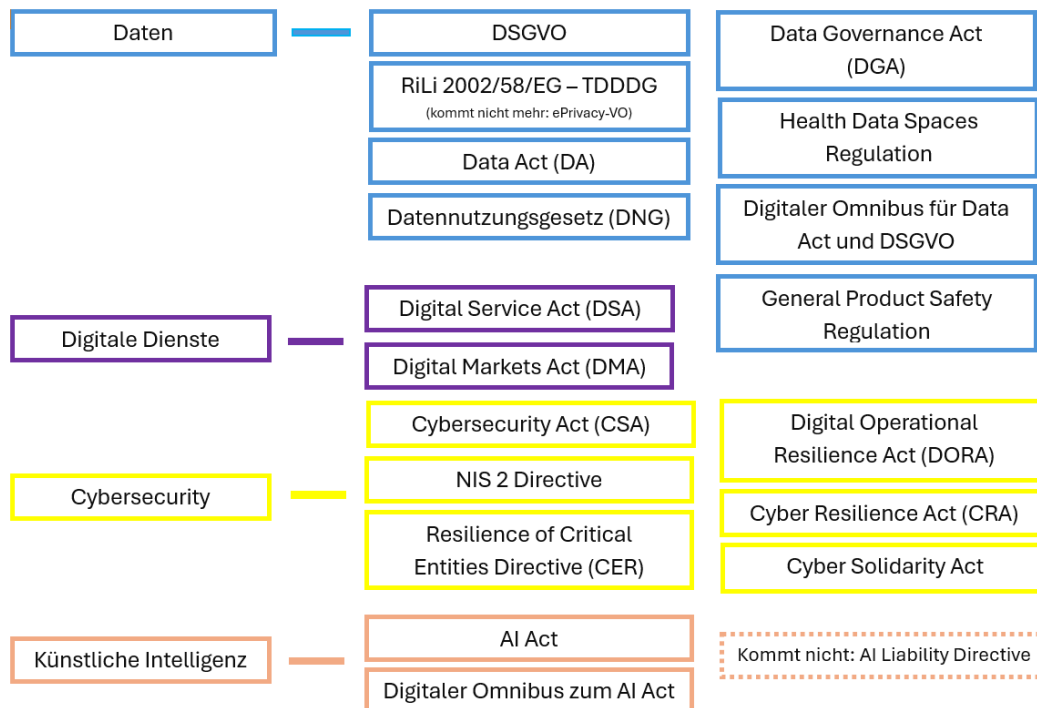 Daten
DSGVO
RiLi 2002/58/EG – TDDDG
(kommt nicht mehr: ePrivacy-VO)
Data Act (DA)
Datennutzungsgesetz (DNG)
Data Governance Act
(DGA)
Health Data Spaces
Regulation
Digitaler Omnibus für Data
Act und DSGVO
General Product Safety
Regulation
Digitale Dienste
Digital Service Act (DSA)
Digital Markets Act (DMA)
Cybersecurity
Cybersecurity Act (CSA)
NIS 2 Directive
Resilience of Critical
Entities Directive (CER)
Digital Operational
Resilience Act (DORA)
Cyber Resilience Act (CRA)
Cyber Solidarity Act
Künstliche Intelligenz
AI Act
Digitaler Omnibus zum AI Act
Kommt nicht: AI Liability Directive